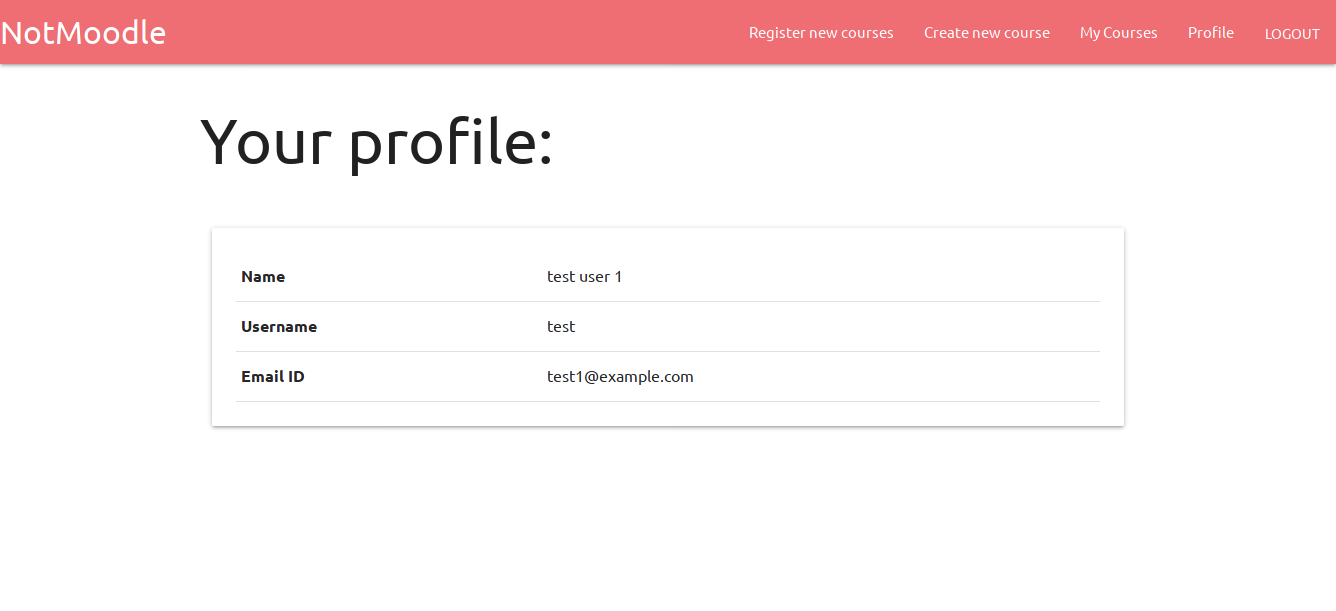 NotMoodle Register new courses Create new course My Courses Profile LOGOUT
Your profile:
Name test user 1
Username test
Email ID test1@example.com